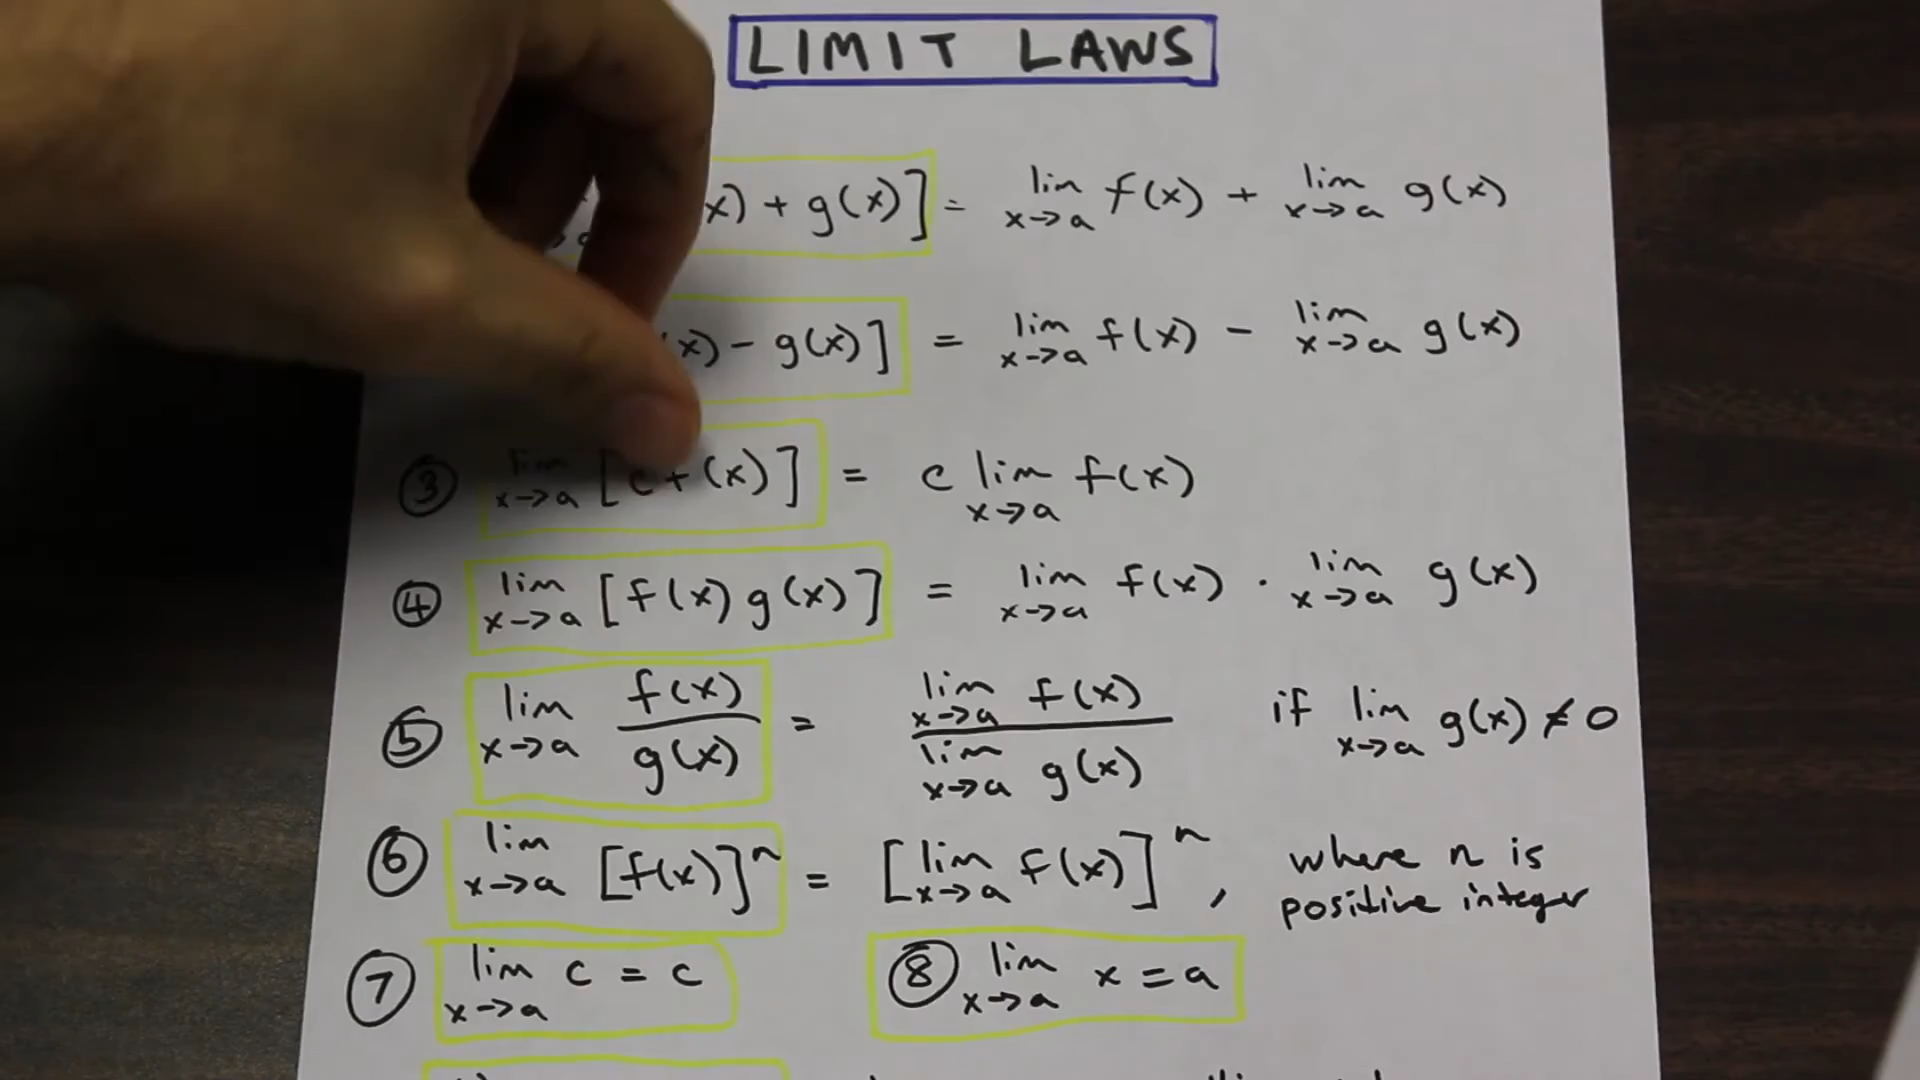 LIMIT LAWS
x) + g(x)] = lim x→a f(x) + lim x→a g(x)
(x) - g(x)] = lim x→a f(x) - lim x→a g(x)
③ lim x→a [c f(x)] = c lim x→a f(x)
④ lim x→a [f(x) g(x)] = lim x→a f(x) · lim x→a g(x)
⑤ lim x→a f(x)/g(x) = lim x→a f(x) / lim x→a g(x) if lim x→a g(x) ≠ 0
⑥ lim x→a [f(x)]^n = [lim x→a f(x)]^n, where n is
positive integer
⑦ lim x→a c = c ⑧ lim x→a x = a